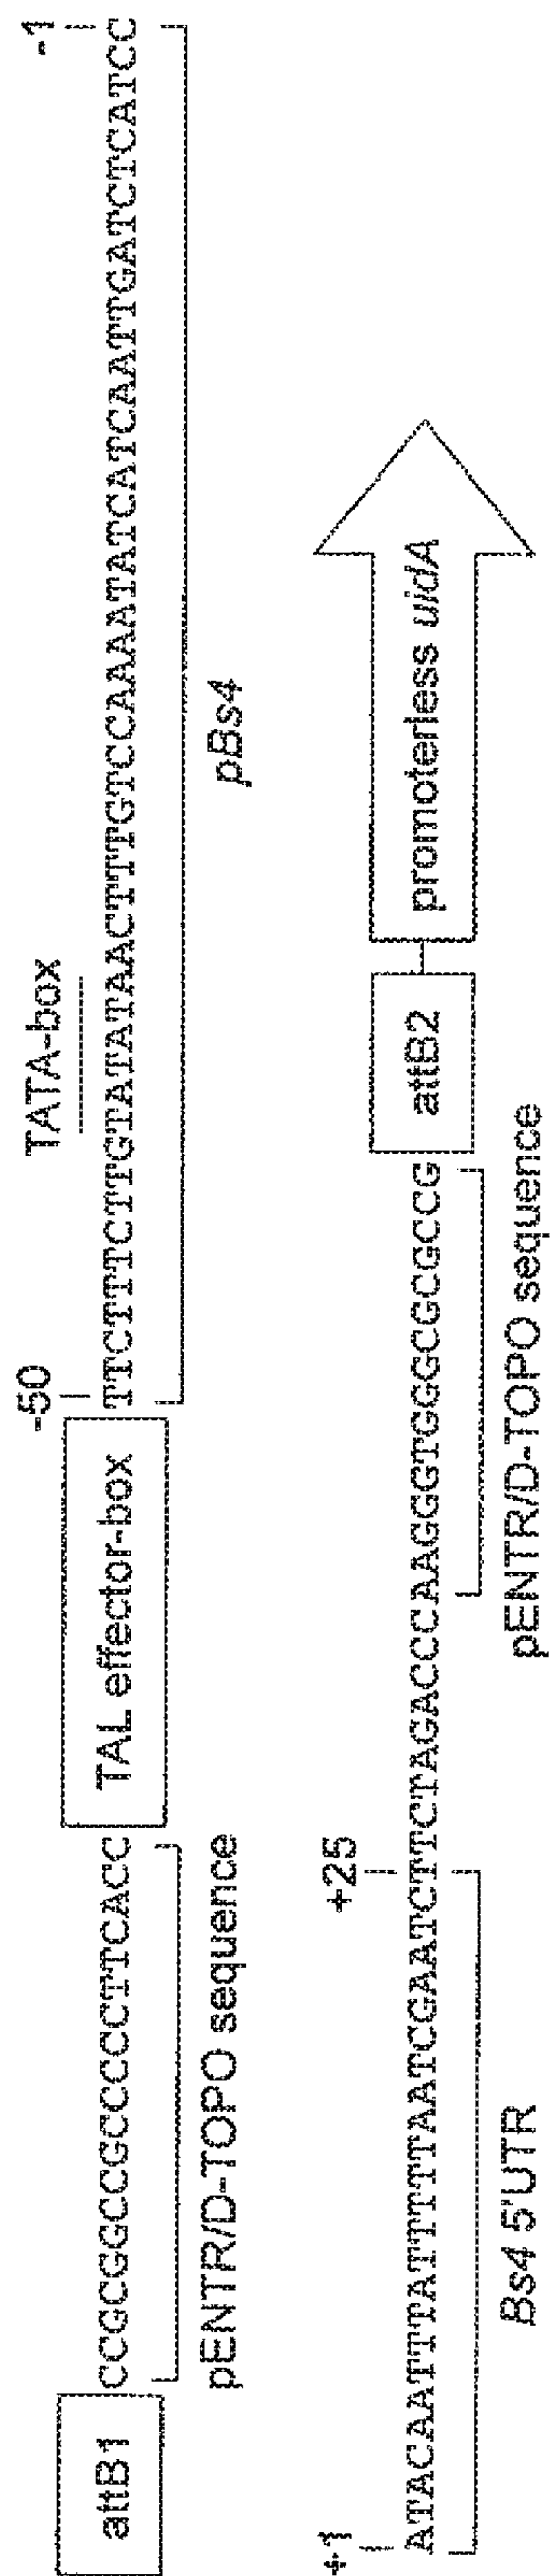 -50 TATA-box -1
attB1 CCGCGGCCGCCCCCTTCACC TAL effector-box TTCTTTCTTGTATATAACTTTGTCCAAAATATCATCAATTGATCTCATCC
pENTR/D-TOPO sequence pBs4
+1 +25
ATACAATTTATTTTTAATCGAATCTTCTAGACCCAAGGGTGGGCGCGCCG attB2 promoterless uidA
Bs4 5'UTR pENTR/D-TOPO sequence